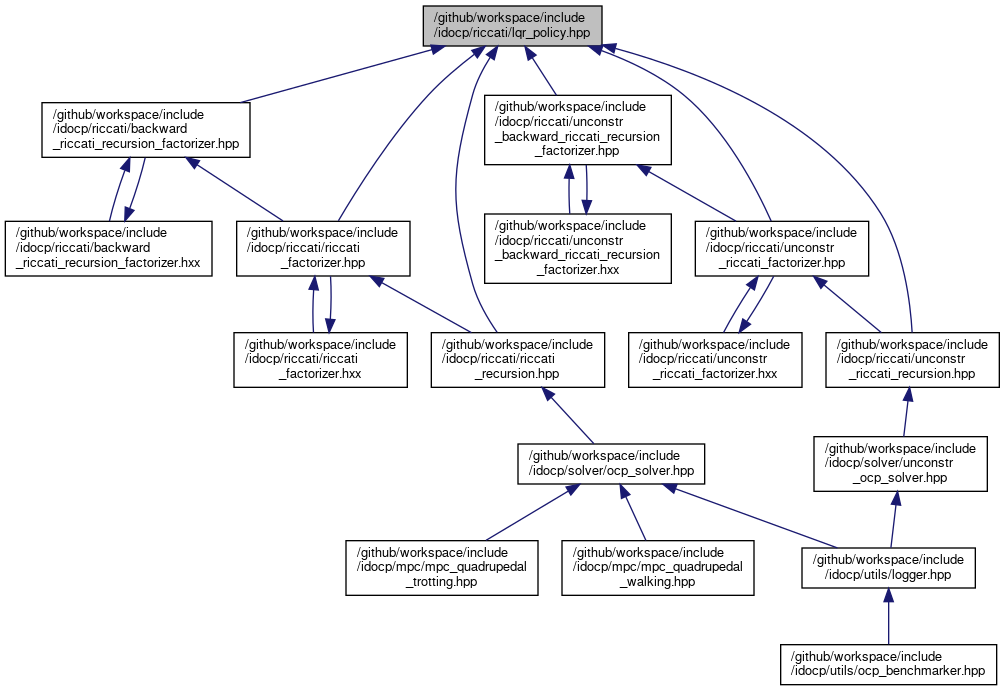 /github/workspace/include
/idocp/riccati/lqr_policy.hpp
/github/workspace/include
/idocp/riccati/backward
_riccati_recursion_factorizer.hpp
/github/workspace/include
/idocp/riccati/unconstr
_backward_riccati_recursion
_factorizer.hpp
/github/workspace/include
/idocp/riccati/backward
_riccati_recursion_factorizer.hxx
/github/workspace/include
/idocp/riccati/riccati
_factorizer.hpp
/github/workspace/include
/idocp/riccati/unconstr
_backward_riccati_recursion
_factorizer.hxx
/github/workspace/include
/idocp/riccati/unconstr
_riccati_factorizer.hpp
/github/workspace/include
/idocp/riccati/riccati
_factorizer.hxx
/github/workspace/include
/idocp/riccati/riccati
_recursion.hpp
/github/workspace/include
/idocp/riccati/unconstr
_riccati_factorizer.hxx
/github/workspace/include
/idocp/riccati/unconstr
_riccati_recursion.hpp
/github/workspace/include
/idocp/solver/ocp_solver.hpp
/github/workspace/include
/idocp/solver/unconstr
_ocp_solver.hpp
/github/workspace/include
/idocp/mpc/mpc_quadrupedal
_trotting.hpp
/github/workspace/include
/idocp/mpc/mpc_quadrupedal
_walking.hpp
/github/workspace/include
/idocp/utils/logger.hpp
/github/workspace/include
/idocp/utils/ocp_benchmarker.hpp